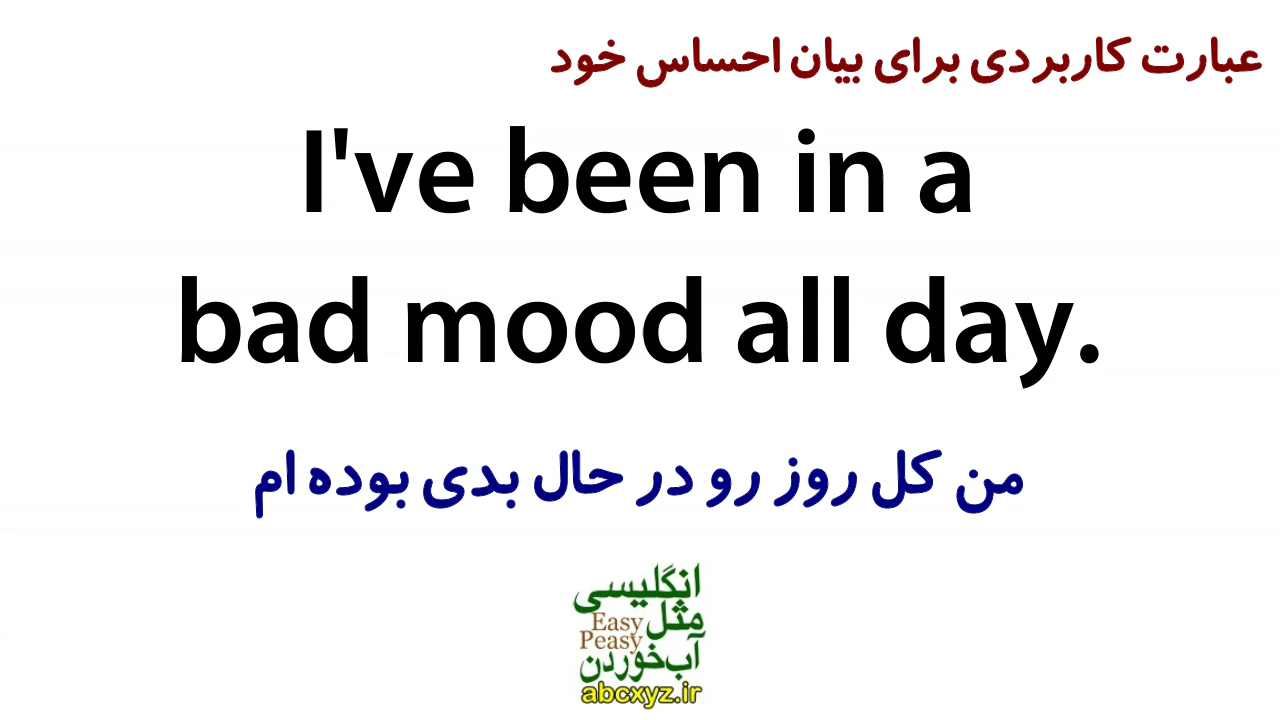 عبارت کاربردی برای بیان احساس خود
I've been in a
bad mood all day.
من کل روز رو در حال بدی بوده ام
انگلیسی
مثل
Easy
Peasy
آب‌خوردن
abcxyz.ir